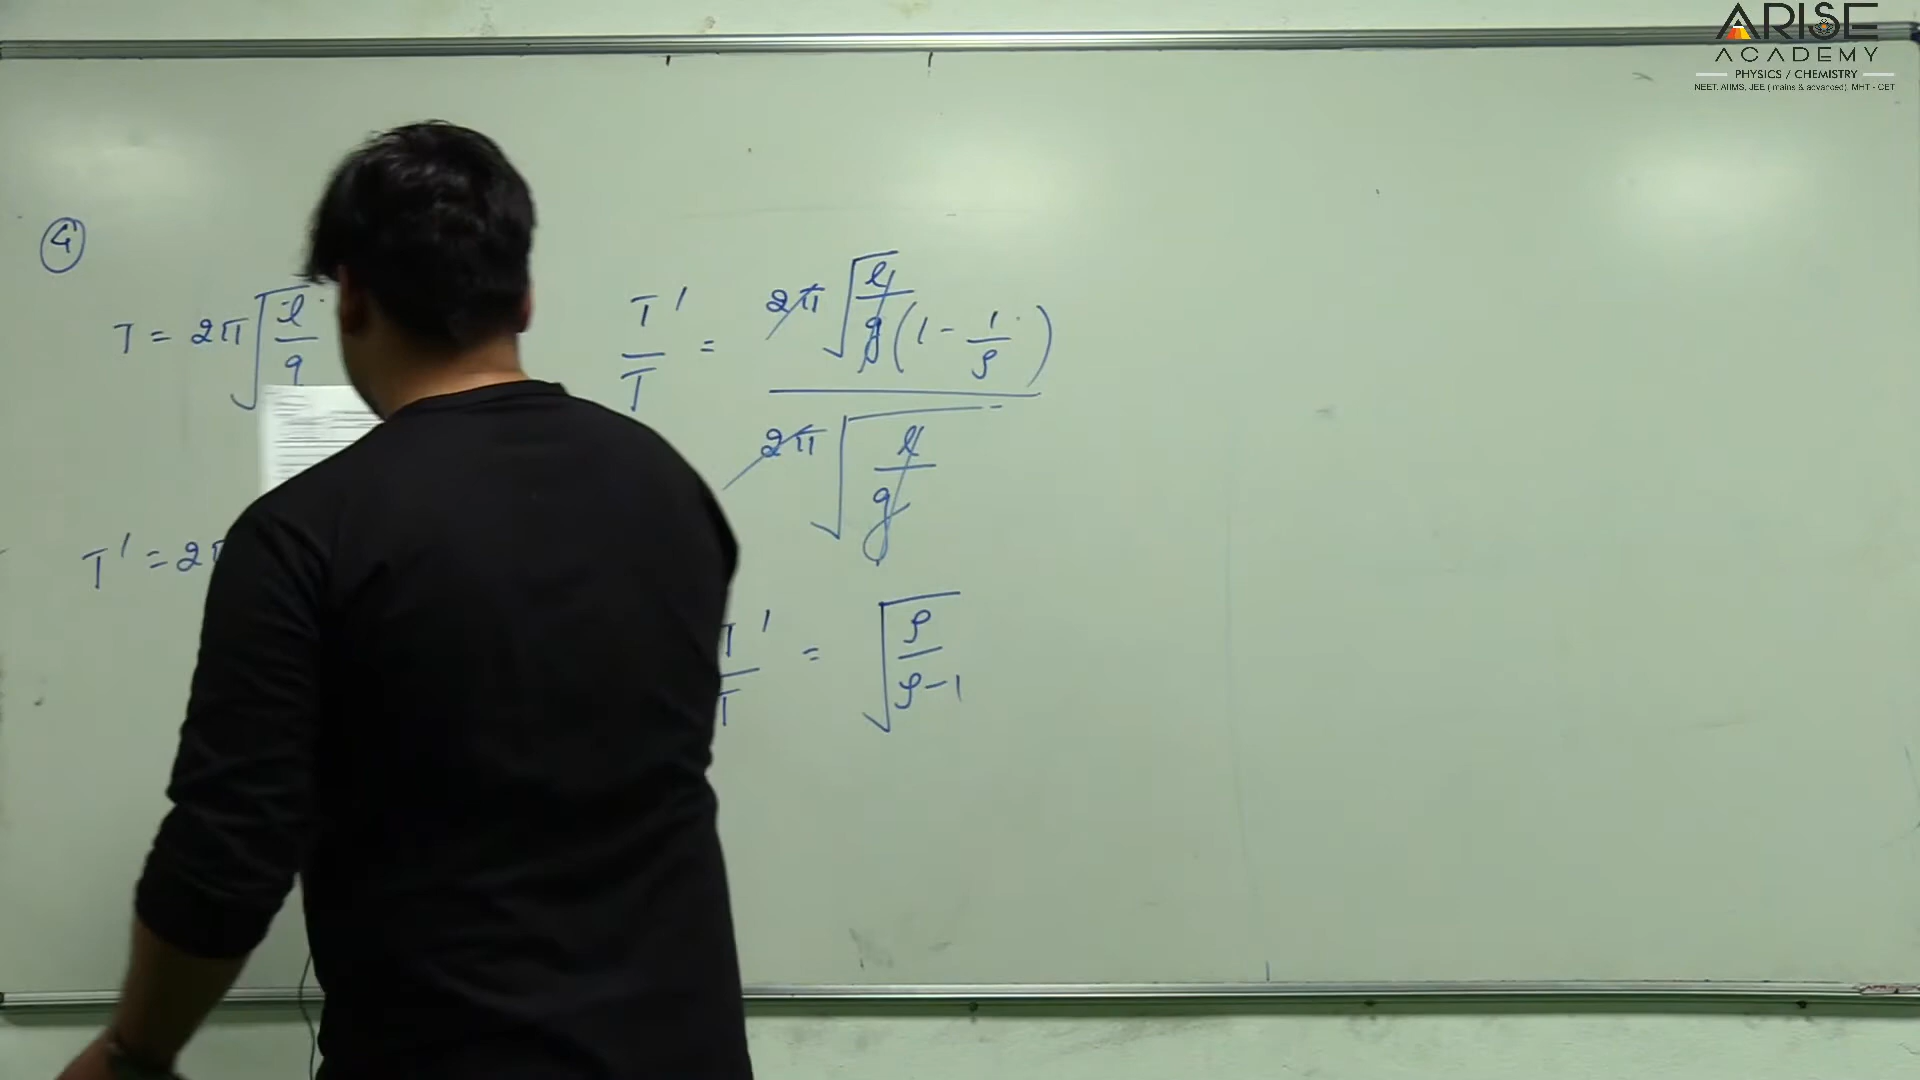 ARISE
ACADEMY
PHYSICS / CHEMISTRY
NEET, AIIMS, JEE (mains & advanced), MHT - CET
4
T = 2π√(l/g)
T'/T = 2π√(l/g(1 - 1/ρ)) / 2π√(l/g)
T' = 2π
T'/T = √(ρ/ρ-1)